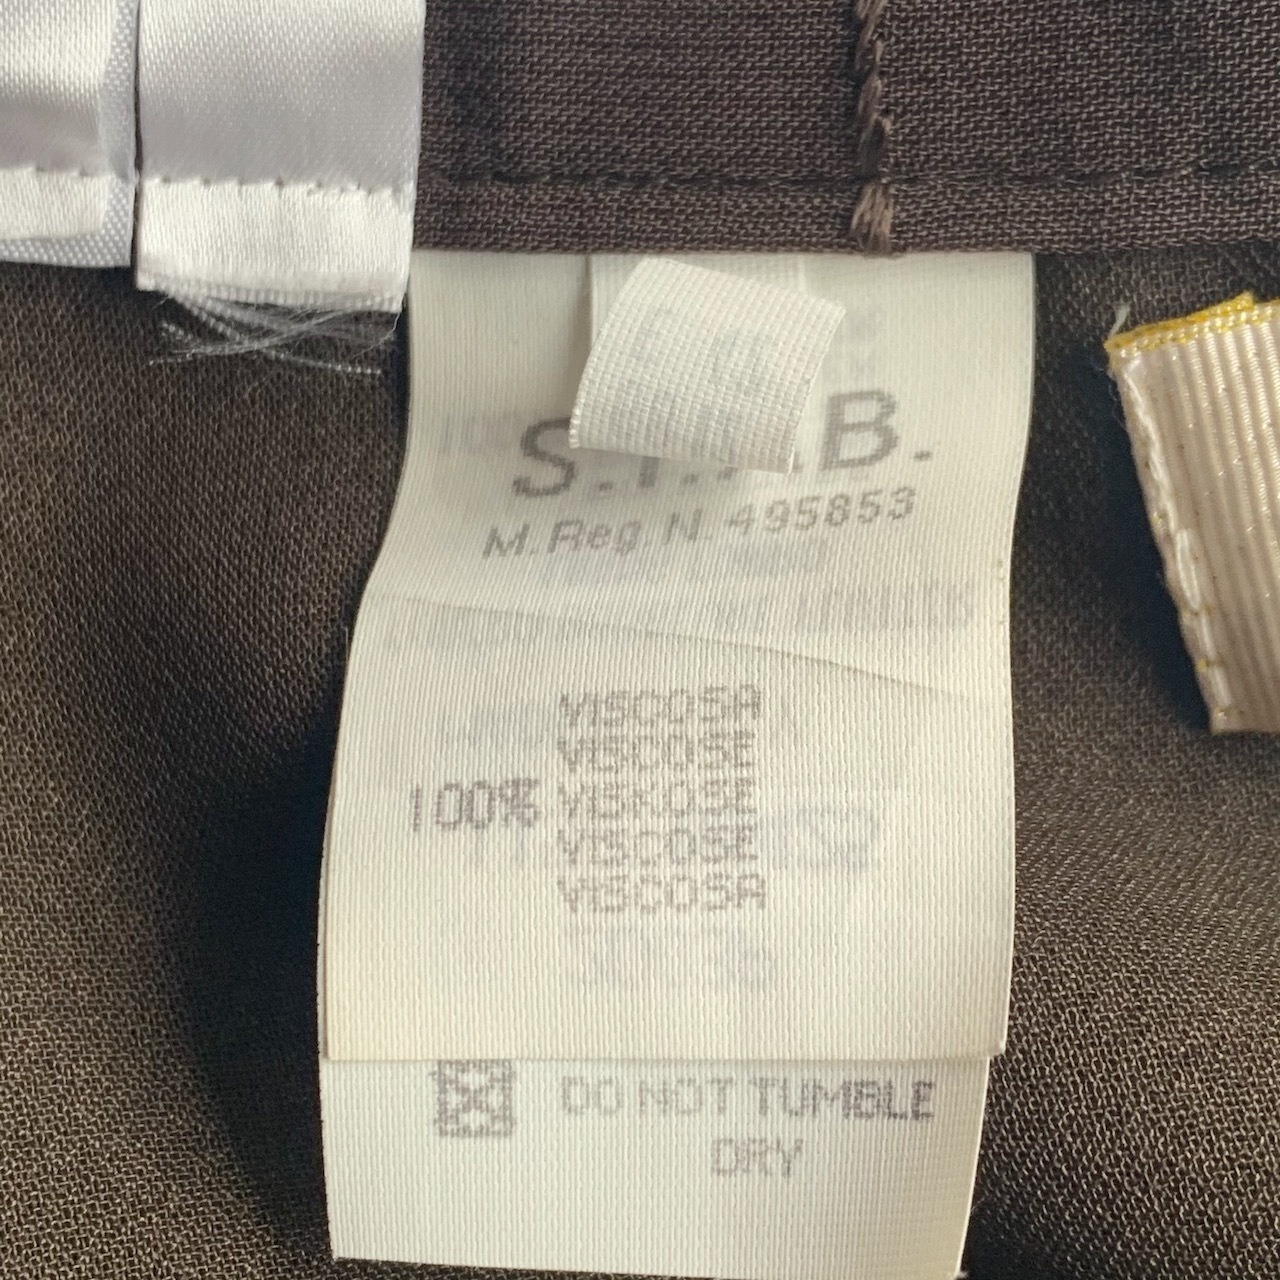 M. Reg. N. 495853
VISCOSA
VISCOSE
100% VISKOSE
VISCOSE
VISCOSA
DO NOT TUMBLE
DRY